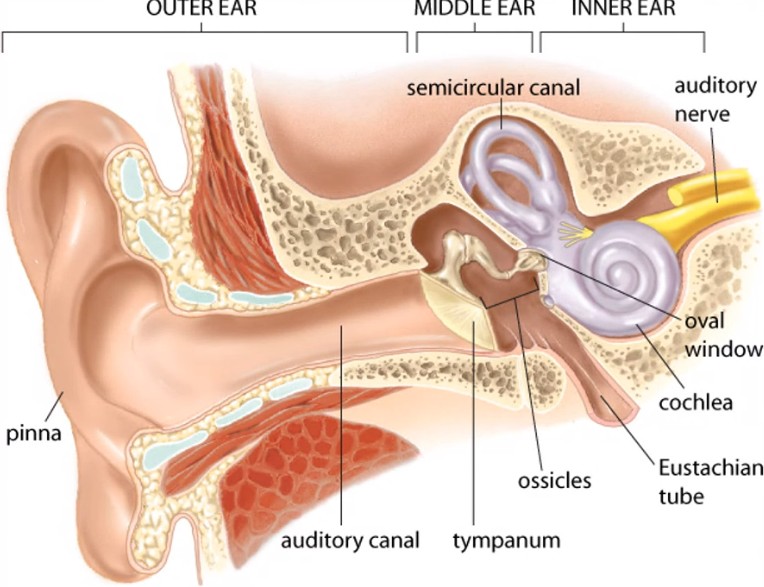 OUTER EAR
MIDDLE EAR
INNER EAR
semicircular canal
auditory
nerve
oval
window
cochlea
pinna
Eustachian
tube
ossicles
auditory canal
tympanum